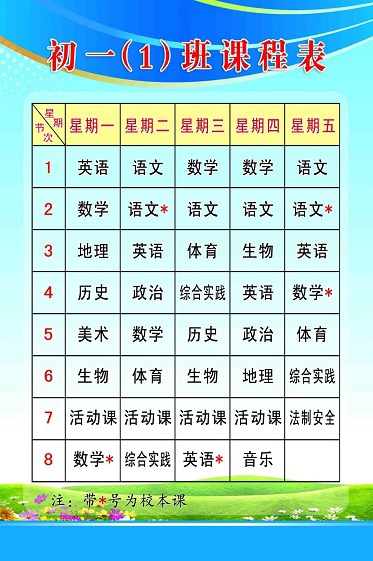 初一(1)班课程表
星期 节次 星期一 星期二 星期三 星期四 星期五
1 英语 语文 数学 数学 语文
2 数学 语文* 语文 语文 语文*
3 地理 英语 体育 生物 英语
4 历史 政治 综合实践 英语 数学*
5 美术 数学 历史 政治 体育
6 生物 体育 生物 地理 综合实践
7 活动课 活动课 活动课 活动课 法制安全
8 数学* 综合实践 英语* 音乐
注：带*号为校本课